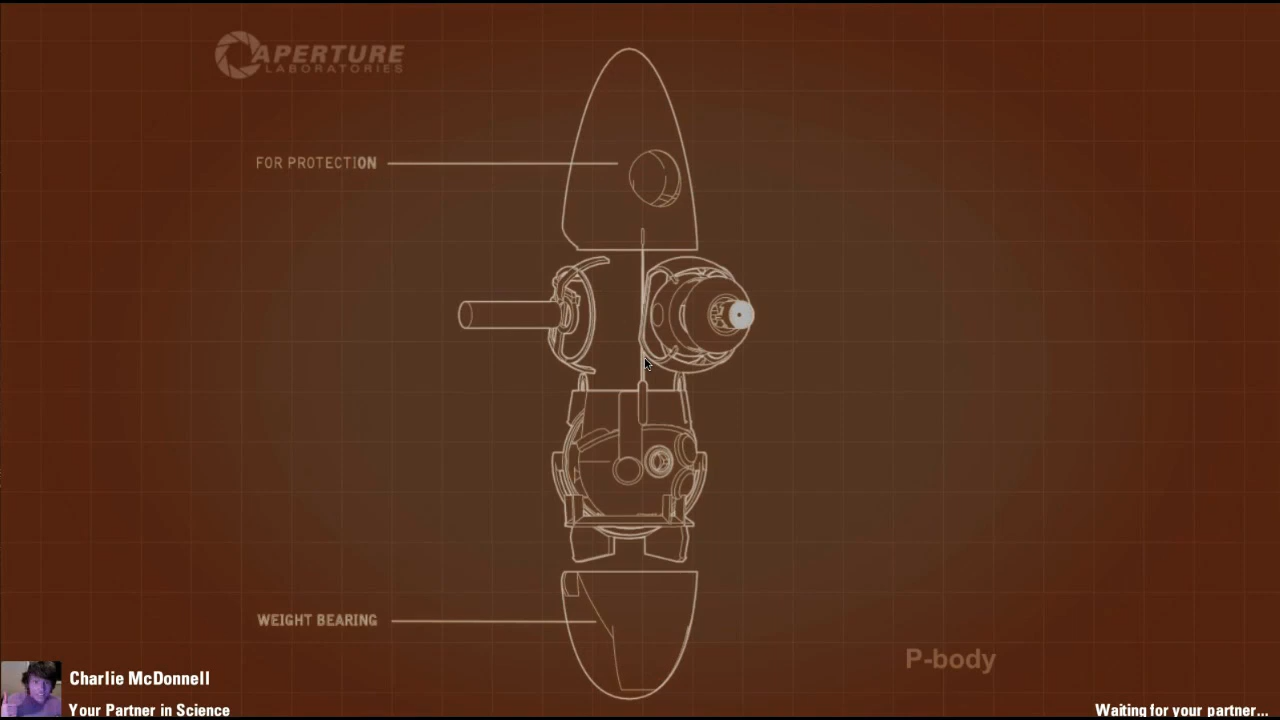 APERTURE
LABORATORIES
FOR PROTECTION
WEIGHT BEARING
P-body
Charlie McDonnell
Your Partner in Science
Waiting for your partner...